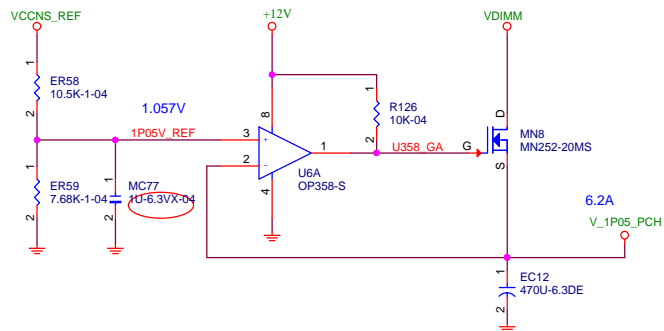 VCCNS_REF
+12V
VDIMM
1
ER58
10.5K-1-04
2
1.057V
1P05V_REF
8
3
+
2
-
1
4
U6A
OP358-S
1
R126
10K-04
2
U358_GA
G
D
S
MN8
MN252-20MS
1
ER59
7.68K-1-04
2
1
MC77
1U-6.3VX-04
2
6.2A
V_1P05_PCH
1
EC12
470U-6.3DE
2